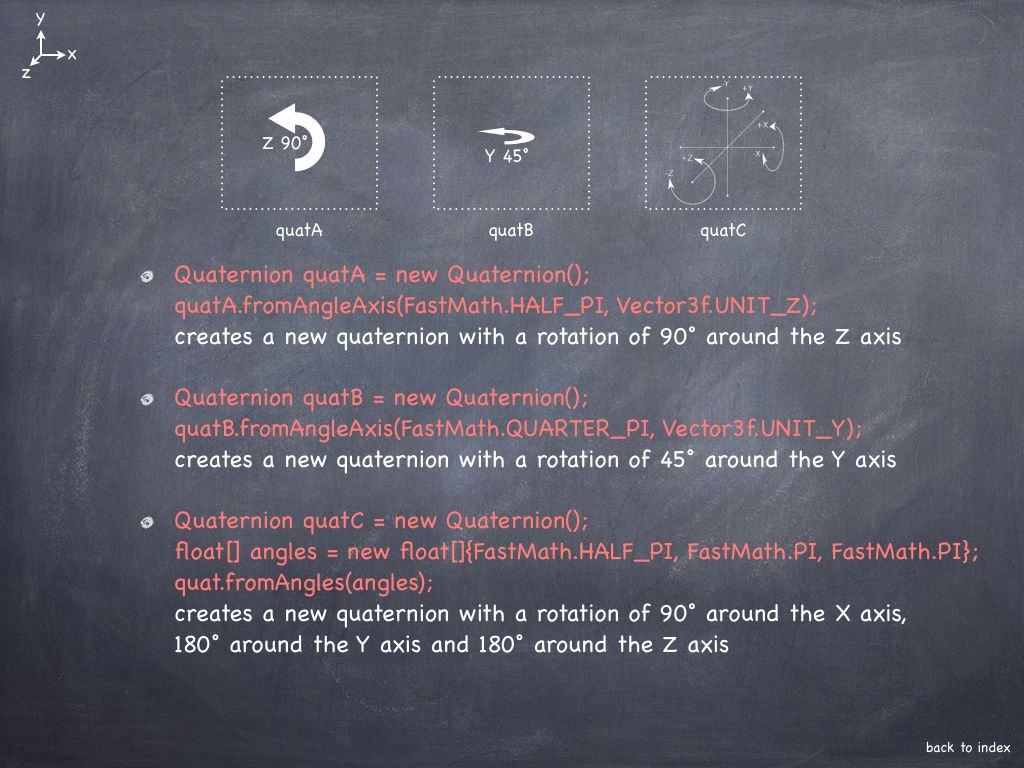 y
x
z
Z 90°
Y 45°
-Y
+Y
+X
-X
+Z
-Z
quatA
quatB
quatC
Quaternion quatA = new Quaternion();
quatA.fromAngleAxis(FastMath.HALF_PI, Vector3f.UNIT_Z);
creates a new quaternion with a rotation of 90° around the Z axis
Quaternion quatB = new Quaternion();
quatB.fromAngleAxis(FastMath.QUARTER_PI, Vector3f.UNIT_Y);
creates a new quaternion with a rotation of 45° around the Y axis
Quaternion quatC = new Quaternion();
float[] angles = new float[]{FastMath.HALF_PI, FastMath.PI, FastMath.PI};
quat.fromAngles(angles);
creates a new quaternion with a rotation of 90° around the X axis,
180° around the Y axis and 180° around the Z axis
back to index